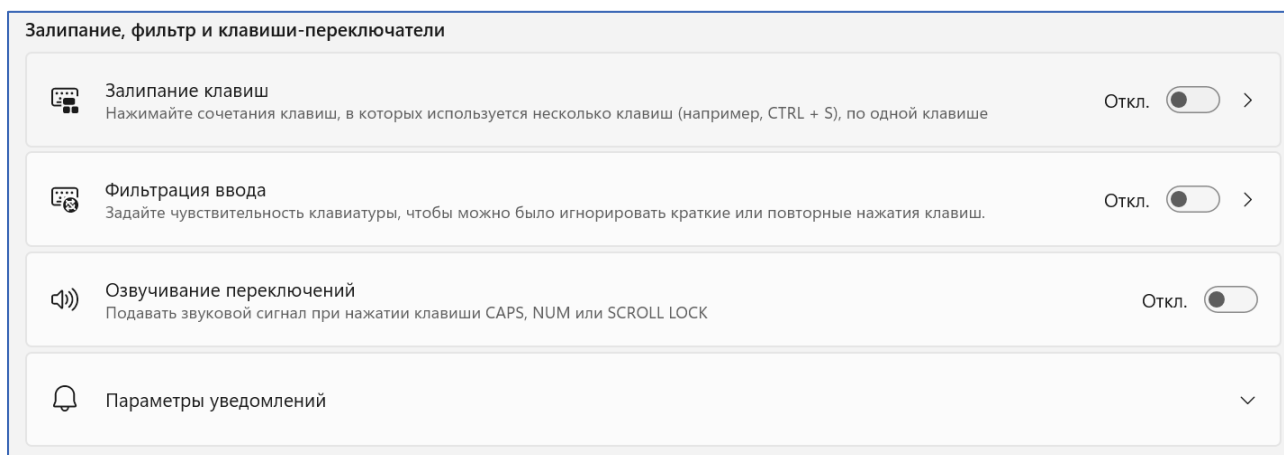 Залипание, фильтр и клавиши-переключатели
Залипание клавиш
Нажимайте сочетания клавиш, в которых используется несколько клавиш (например, CTRL + S), по одной клавише
Откл.
Фильтрация ввода
Задайте чувствительность клавиатуры, чтобы можно было игнорировать краткие или повторные нажатия клавиш.
Откл.
Озвучивание переключений
Подавать звуковой сигнал при нажатии клавиши CAPS, NUM или SCROLL LOCK
Откл.
Параметры уведомлений